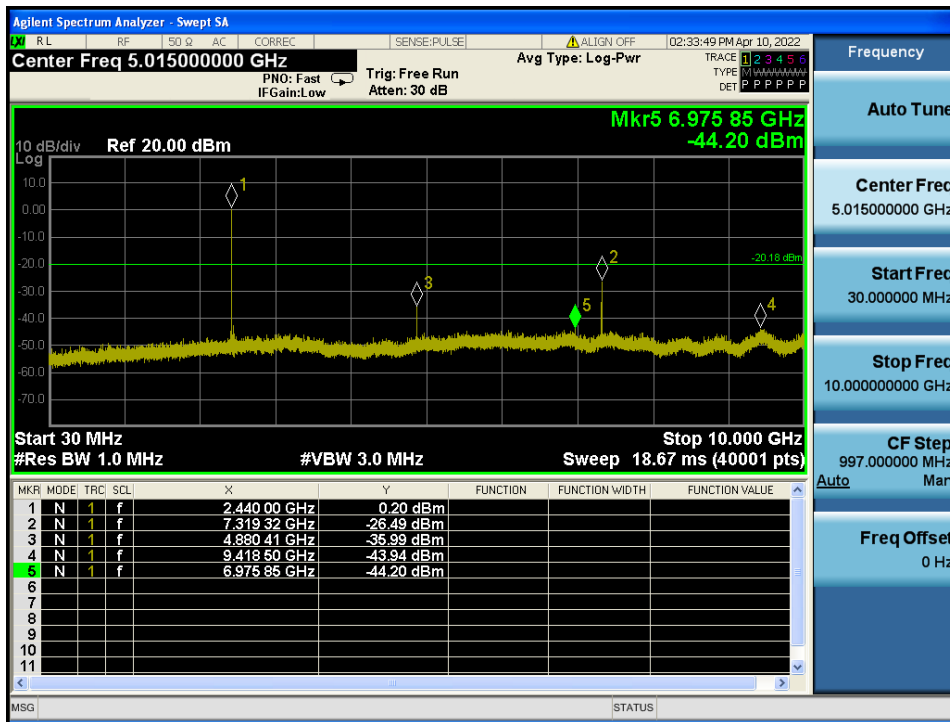 Agilent Spectrum Analyzer - Swept SA
LXI RL RF 50 Ω AC CORREC SENSE:PULSE ALIGN OFF 02:33:49 PM Apr 10, 2022
Center Freq 5.015000000 GHz
PNO: Fast
IFGain:Low
Trig: Free Run
Atten: 30 dB
Avg Type: Log-Pwr
TRACE 1 2 3 4 5 6
TYPE M
DET P P P P P P
Mkr5 6.975 85 GHz
-44.20 dBm
10 dB/div
Log
Ref 20.00 dBm
10.0
0.00
-10.0
-20.0
-30.0
-40.0
-50.0
-60.0
-70.0
1
2
3
4
5
-20.18 dBm
Start 30 MHz
Stop 10.000 GHz
#Res BW 1.0 MHz
#VBW 3.0 MHz
Sweep 18.67 ms (40001 pts)
MKR MODE TRC SCL X Y FUNCTION FUNCTION WIDTH FUNCTION VALUE
1 N 1 f 2.440 00 GHz 0.20 dBm
2 N 1 f 7.319 32 GHz -26.49 dBm
3 N 1 f 4.880 41 GHz -35.99 dBm
4 N 1 f 9.418 50 GHz -43.94 dBm
5 N 1 f 6.975 85 GHz -44.20 dBm
6
7
8
9
10
11
MSG
STATUS
Frequency
Auto Tune
Center Freq
5.015000000 GHz
Start Freq
30.000000 MHz
Stop Freq
10.000000000 GHz
CF Step
997.000000 MHz
Auto Man
Freq Offset
0 Hz